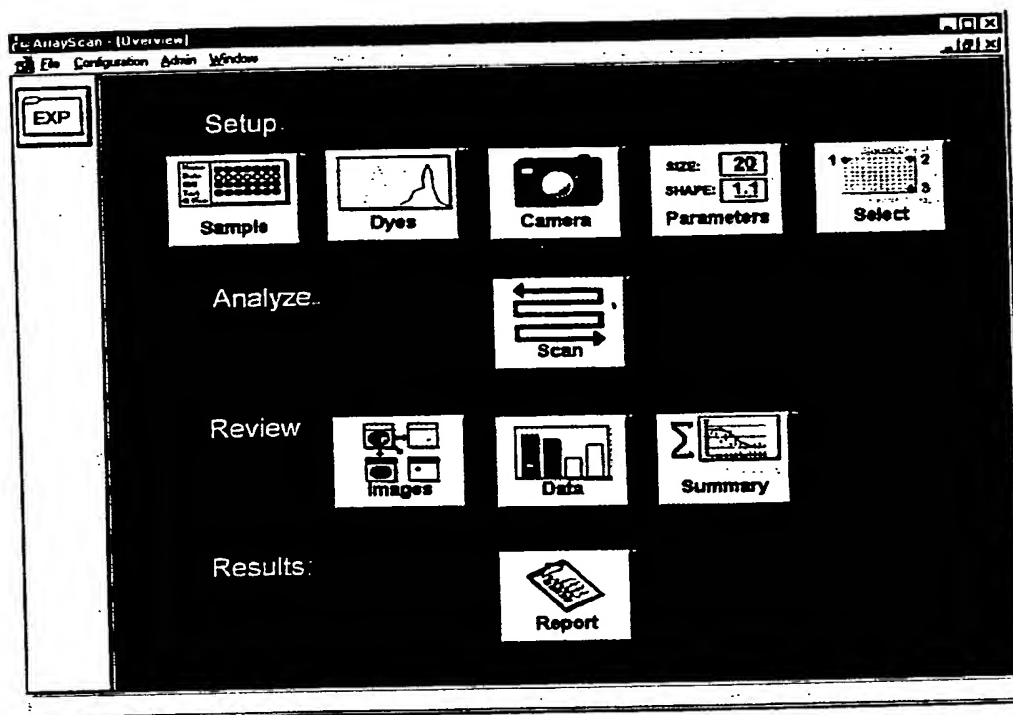 ArrayScan - [Overview]
File Configuration Admin Window
EXP
Setup
Sample
Dyes
Camera
SIZE: 20
SHAPE: 1.1
Parameters
1 2
3
Select
Analyze
Scan
Review
Images
Data
Σ
Summary
Results:
Report